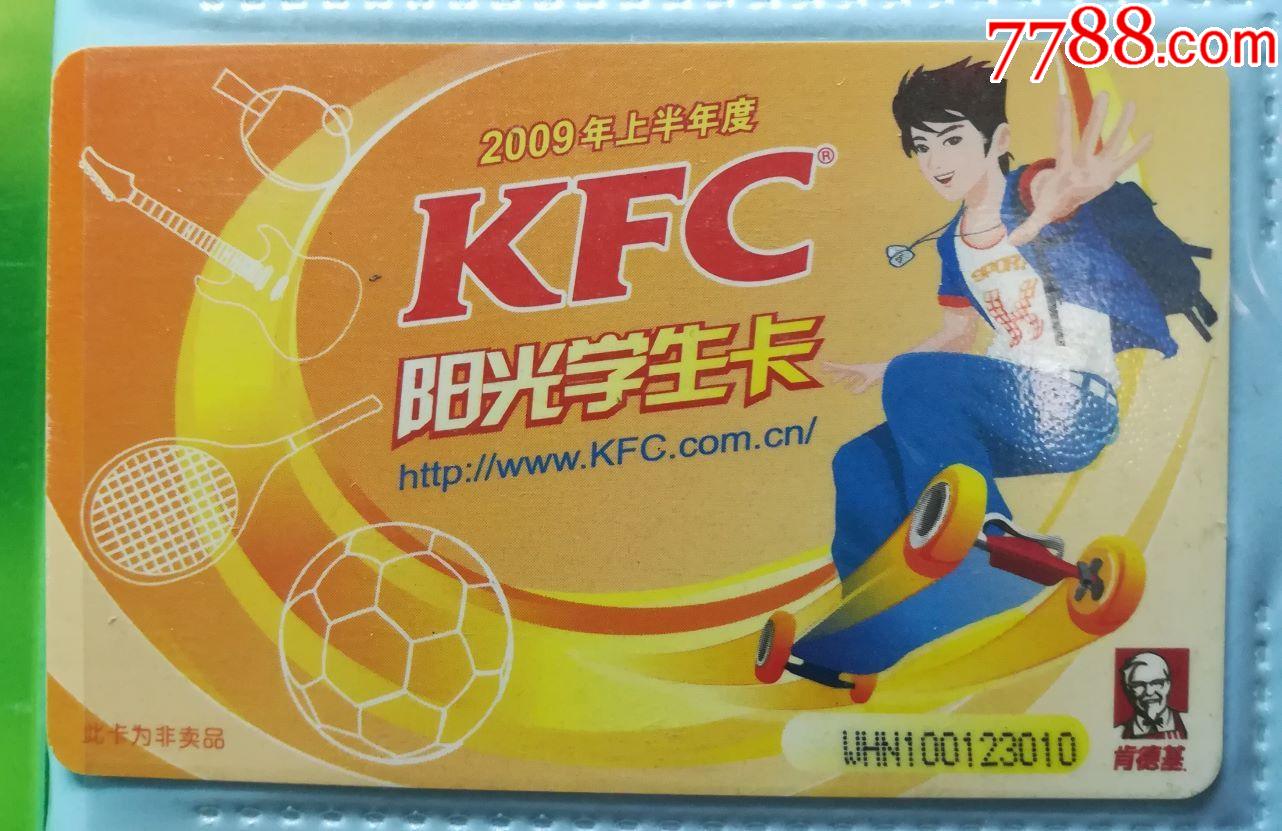 7788.com
2009年上半年度
KFC®
阳光学生卡
http://www.KFC.com.cn/
SPORT
此卡为非卖品
WHN100123010
肯德基